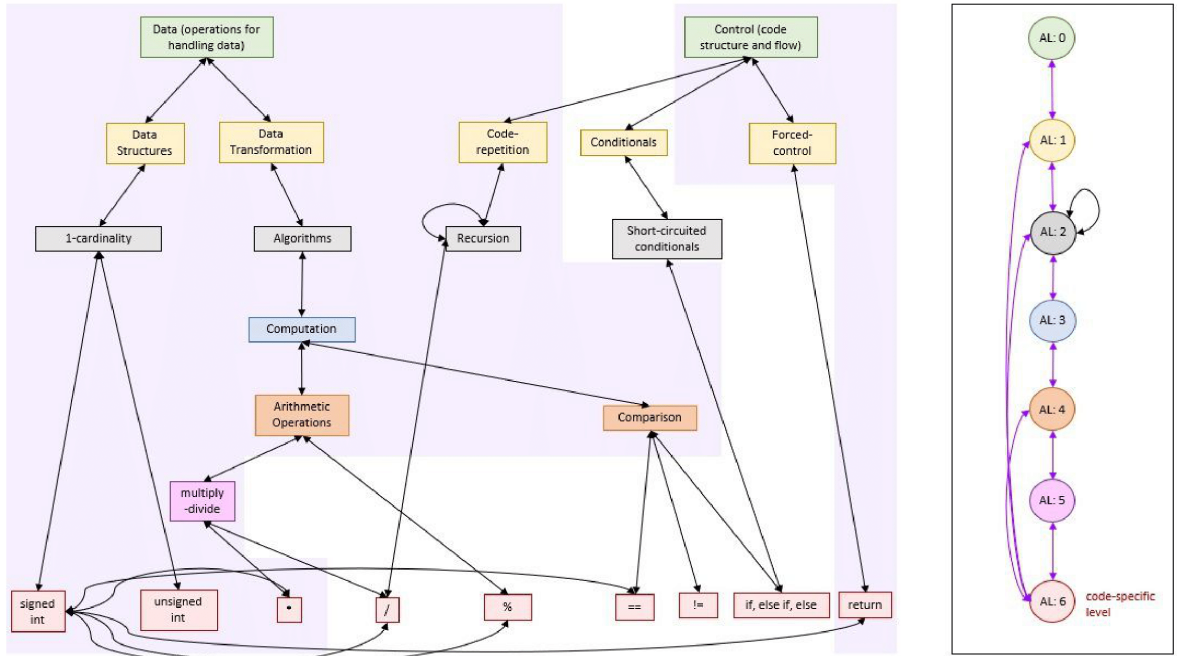 Data (operations for
handling data)
Control (code
structure and flow)
Data
Structures
Data
Transformation
Code-
repetition
Conditionals
Forced-
control
1-cardinality
Algorithms
Recursion
Short-circuited
conditionals
Computation
Arithmetic
Operations
Comparison
multiply
-divide
signed
int
unsigned
int
*
/
%
==
!=
if, else if, else
return
AL: 0
AL: 1
AL: 2
AL: 3
AL: 4
AL: 5
AL: 6
code-specific
level